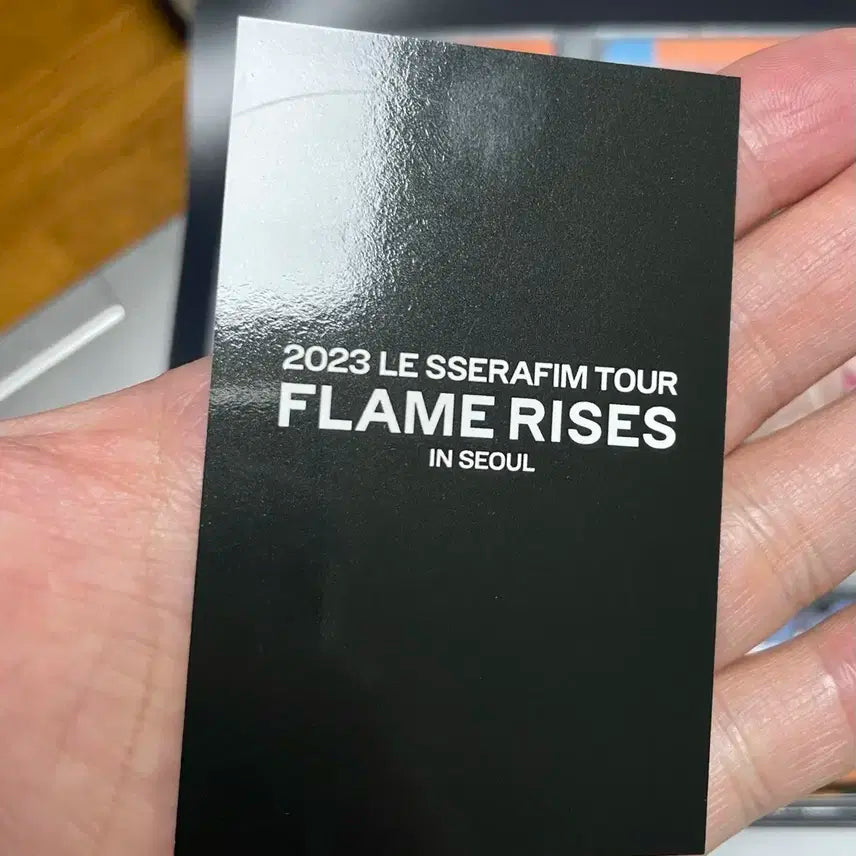 2023 LE SSERAFIM TOUR
FLAME RISES
IN SEOUL